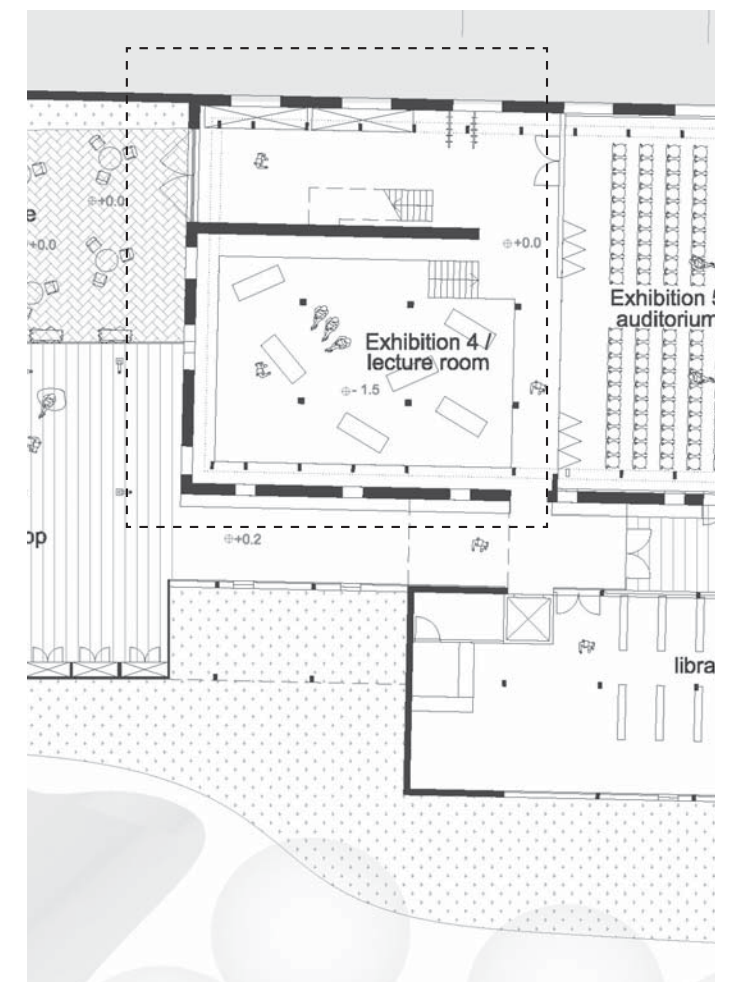 +0.0
e
+0.0
+0.0
Exhibition 5
auditorium
Exhibition 4 /
lecture room
- 1.5
op
+0.2
libra